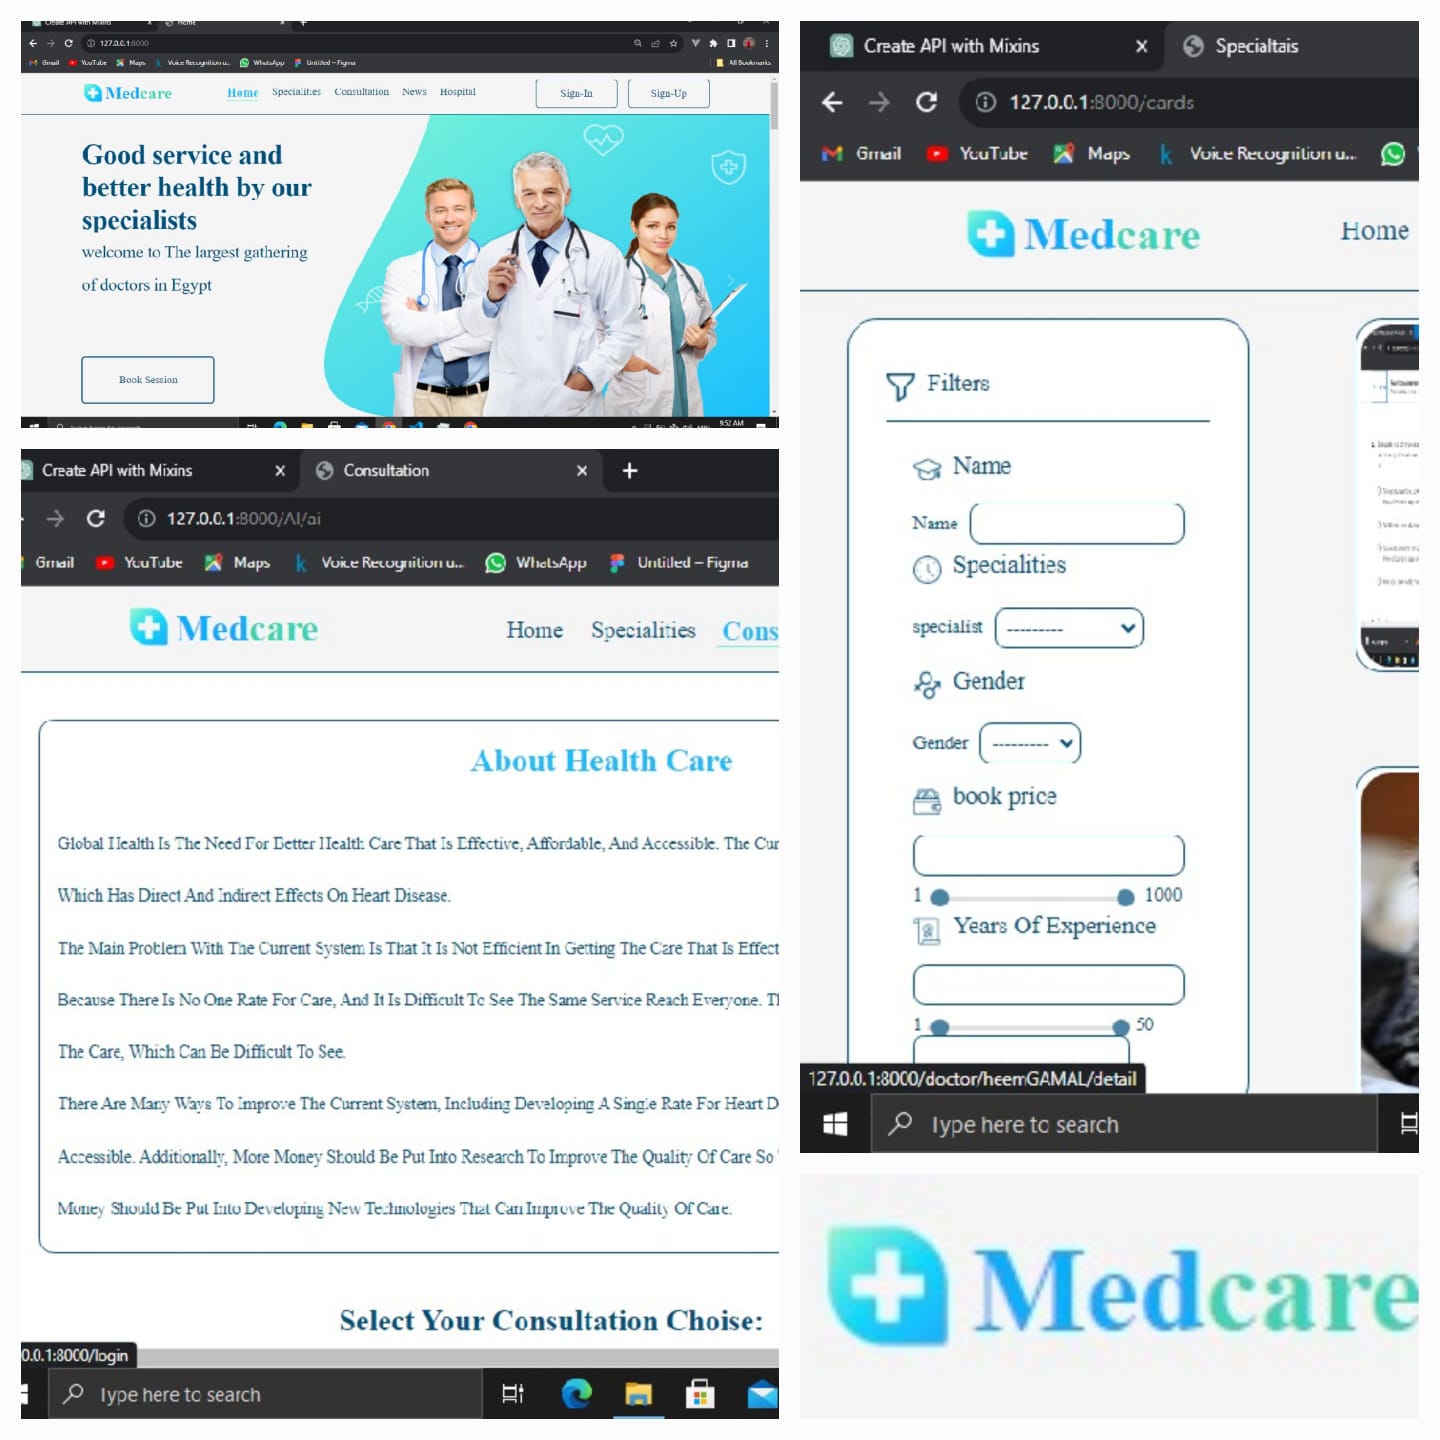 Create API with Mixins
Home
127.0.0.1:8000
Gmail YouTube Maps Voice Recognition u... WhatsApp Untitled – Figma All Bookmarks
Medcare Home Specialities Consultation News Hospital Sign-In Sign-Up
Good service and
better health by our
specialists
welcome to The largest gathering
of doctors in Egypt
Book Session
9:52 AM
Create API with Mixins Consultation
127.0.0.1:8000/AI/ai
Gmail YouTube Maps Voice Recognition u... WhatsApp Untitled – Figma
Medcare Home Specialities Cons
About Health Care
Global Health Is The Need For Better Health Care That Is Effective, Affordable, And Accessible. The Cur
Which Has Direct And Indirect Effects On Heart Disease.
The Main Problem With The Current System Is That It Is Not Efficient In Getting The Care That Is Effect
Because There Is No One Rate For Care, And It Is Difficult To See The Same Service Reach Everyone. Tl
The Care, Which Can Be Difficult To See.
There Are Many Ways To Improve The Current System, Including Developing A Single Rate For Heart D
Accessible. Additionally, More Money Should Be Put Into Research To Improve The Quality Of Care So
Money Should Be Put Into Developing New Technologies That Can Improve The Quality Of Care.
Select Your Consultation Choise:
0.0.1:8000/login
Type here to search
Create API with Mixins Specialtais
127.0.0.1:8000/cards
Gmail YouTube Maps Voice Recognition u...
Medcare Home
Filters
Name
Name
Specialities
specialist ---------
Gender
Gender ---------
book price
1 1000
Years Of Experience
1 50
127.0.0.1:8000/doctor/heemGAMAL/detail
Type here to search
Medcare